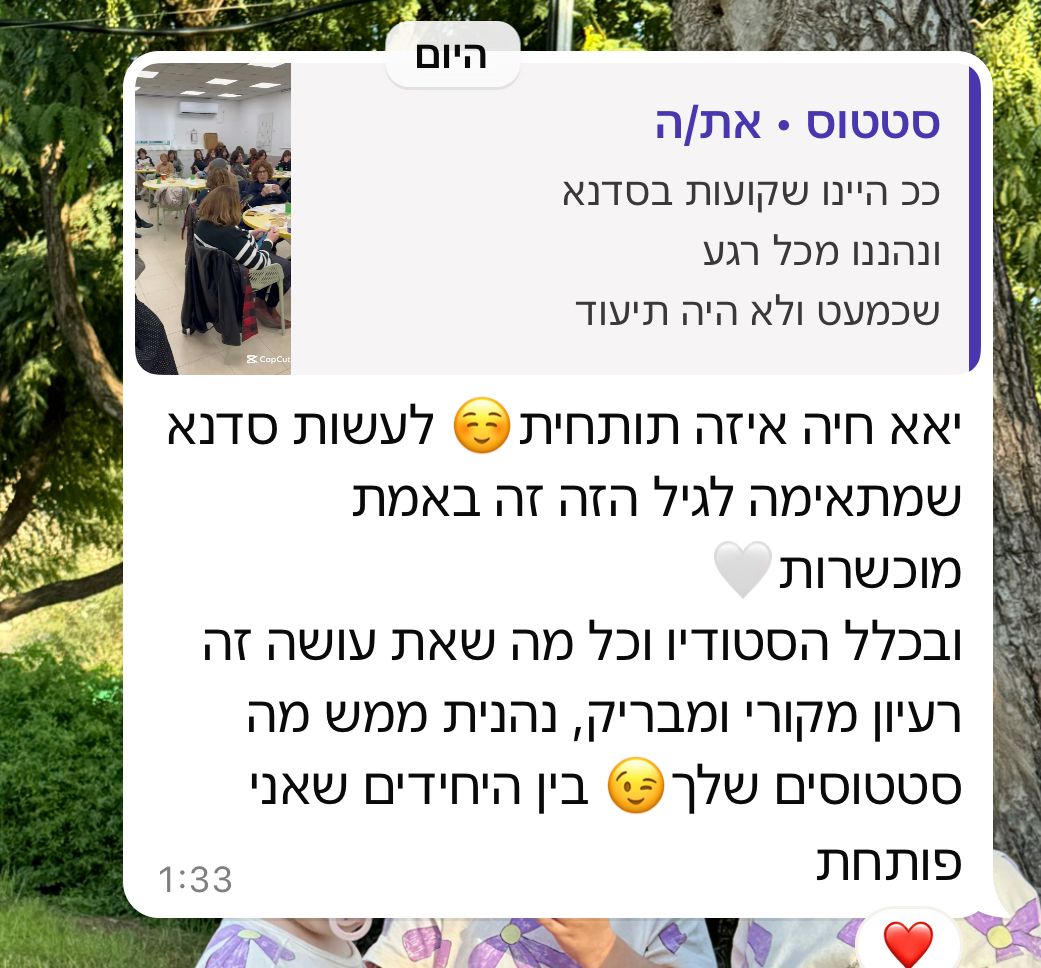 היום
סטטוס • את/ה
ככ היינו שקועות בסדנא
ונהננו מכל רגע
שכמעט ולא היה תיעוד
CapCut
יאא חיה איזה תותחית☺️ לעשות סדנא
שמתאימה לגיל הזה זה באמת
מוכשרות🤍
ובכלל הסטודיו וכל מה שאת עושה זה
רעיון מקורי ומבריק, נהנית ממש מה
סטטוסים שלך😉 בין היחידים שאני
פותחת
1:33
❤️